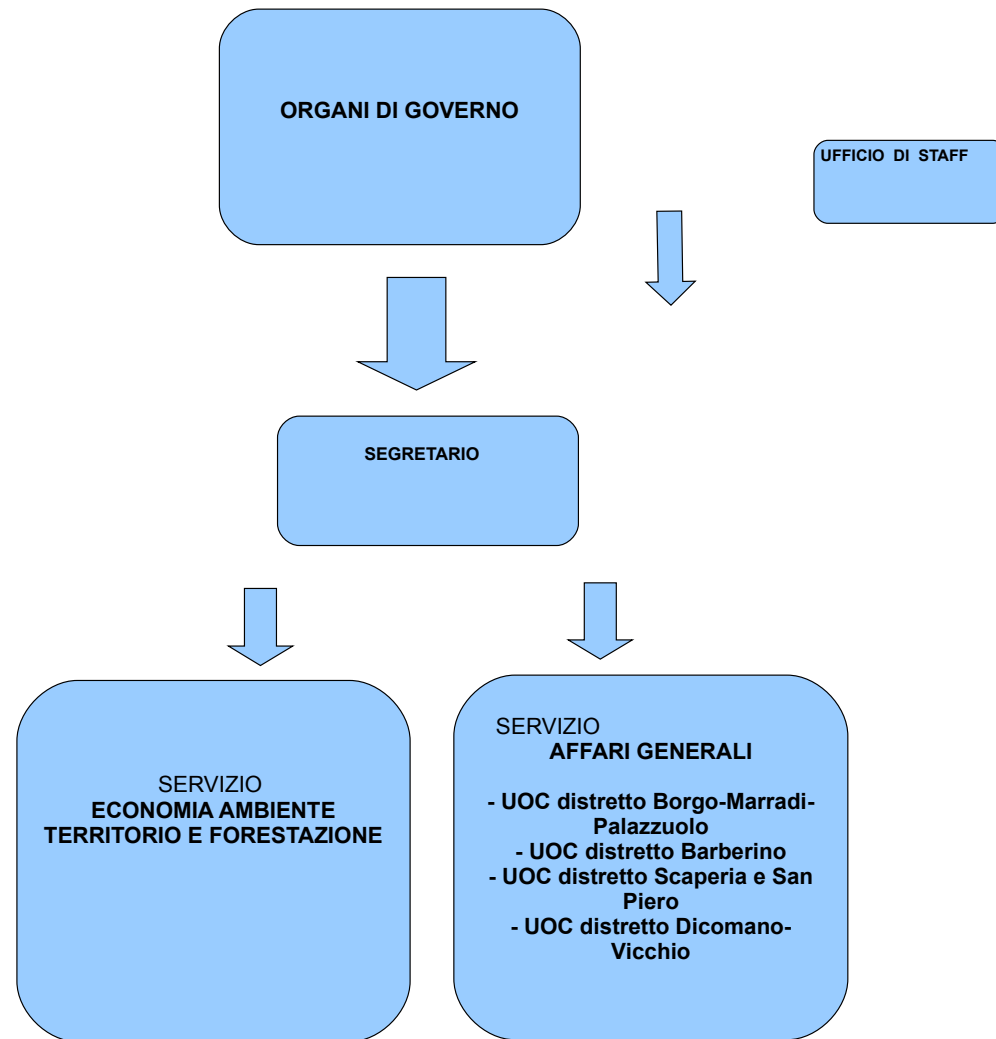 ORGANI DI GOVERNO
UFFICIO DI STAFF
SEGRETARIO
SERVIZIO
ECONOMIA AMBIENTE
TERRITORIO E FORESTAZIONE
SERVIZIO
AFFARI GENERALI
- UOC distretto Borgo-Marradi-
Palazzuolo
- UOC distretto Barberino
- UOC distretto Scaperia e San
Piero
- UOC distretto Dicomano-
Vicchio